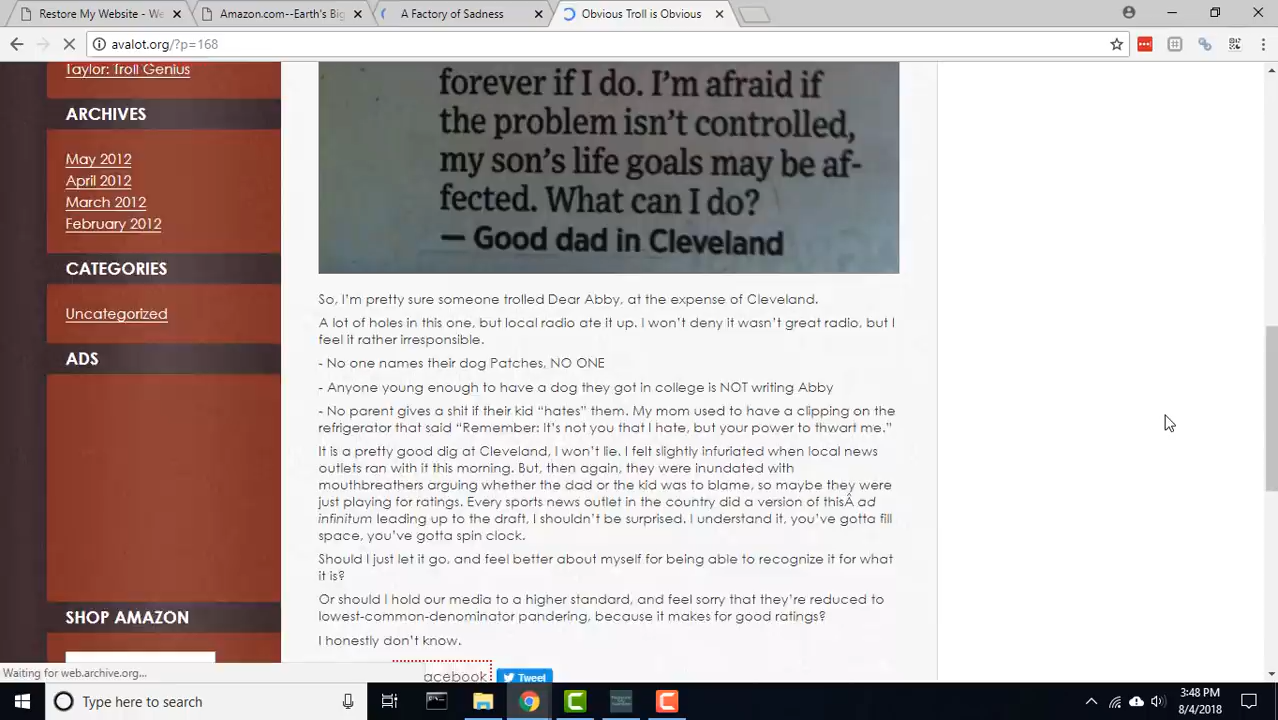 Restore My Website - We
Amazon.com--Earth's Big
A Factory of Sadness
Obvious Troll is Obvious
avalot.org/?p=168
Taylor: Troll Genius
ARCHIVES
May 2012
April 2012
March 2012
February 2012
CATEGORIES
Uncategorized
ADS
SHOP AMAZON
forever if I do. I'm afraid if
the problem isn't controlled,
my son's life goals may be af-
fected. What can I do?
— Good dad in Cleveland
So, I'm pretty sure someone trolled Dear Abby, at the expense of Cleveland.
A lot of holes in this one, but local radio ate it up. I won't deny it wasn't great radio, but I
feel it rather irresponsible.
- No one names their dog Patches, NO ONE
- Anyone young enough to have a dog they got in college is NOT writing Abby
- No parent gives a shit if their kid "hates" them. My mom used to have a clipping on the
refrigerator that said "Remember: It's not you that I hate, but your power to thwart me."
It is a pretty good dig at Cleveland, I won't lie. I felt slightly infuriated when local news
outlets ran with it this morning. But, then again, they were inundated with
mouthbreathers arguing whether the dad or the kid was to blame, so maybe they were
just playing for ratings. Every sports news outlet in the country did a version of thisÂ ad
infinitum leading up to the draft, I shouldn't be surprised. I understand it, you've gotta fill
space, you've gotta spin clock.
Should I just let it go, and feel better about myself for being able to recognize it for what
it is?
Or should I hold our media to a higher standard, and feel sorry that they're reduced to
lowest-common-denominator pandering, because it makes for good ratings?
I honestly don't know.
acebook
Tweet
Waiting for web.archive.org...
Type here to search
3:48 PM
8/4/2018